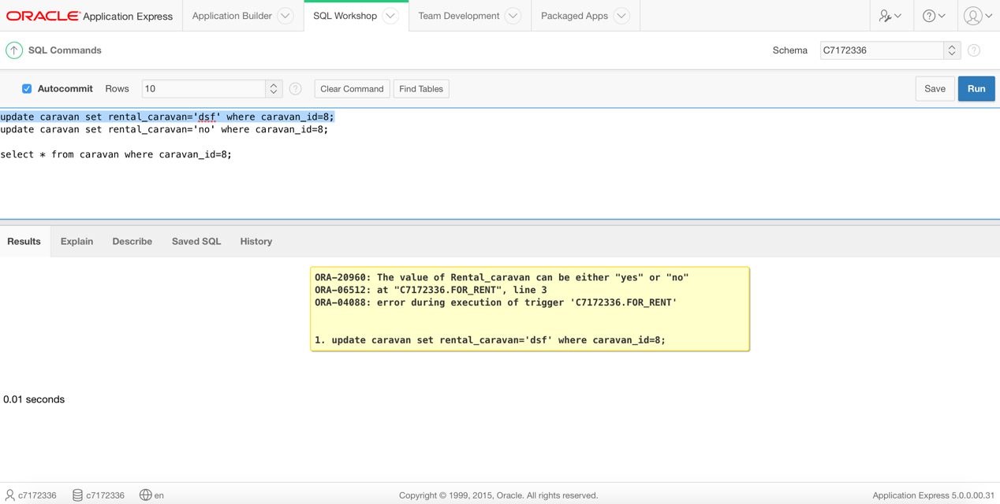 ORACLE Application Express Application Builder SQL Workshop Team Development Packaged Apps
SQL Commands Schema C7172336
Autocommit Rows 10 Clear Command Find Tables Save Run
update caravan set rental_caravan='dsf' where caravan_id=8;
update caravan set rental_caravan='no' where caravan_id=8;
select * from caravan where caravan_id=8;
Results Explain Describe Saved SQL History
ORA-20960: The value of Rental_caravan can be either "yes" or "no"
ORA-06512: at "C7172336.FOR_RENT", line 3
ORA-04088: error during execution of trigger 'C7172336.FOR_RENT'
1. update caravan set rental_caravan='dsf' where caravan_id=8;
0.01 seconds
c7172336 c7172336 en Copyright © 1999, 2015, Oracle. All rights reserved. Application Express 5.0.0.00.31